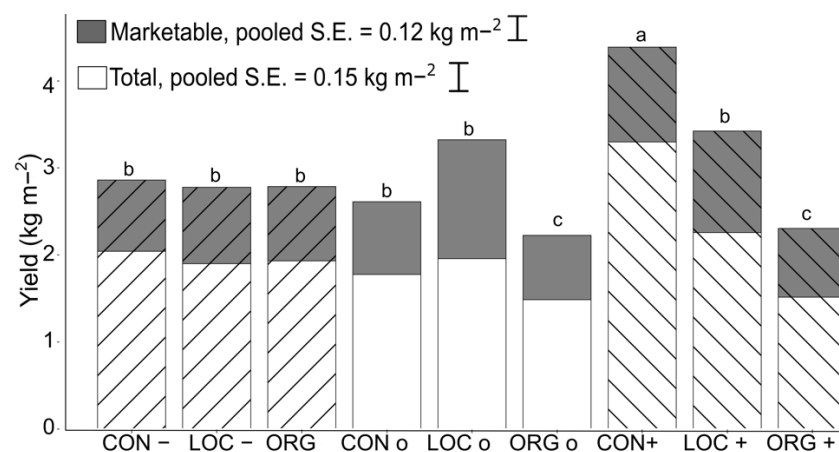 Marketable, pooled S.E. = 0.12 kg m⁻²
Total, pooled S.E. = 0.15 kg m⁻²
Yield (kg m⁻²)
4
3
2
1
0
b b b b b c a b c
CON − LOC − ORG CON o LOC o ORG o CON+ LOC + ORG +